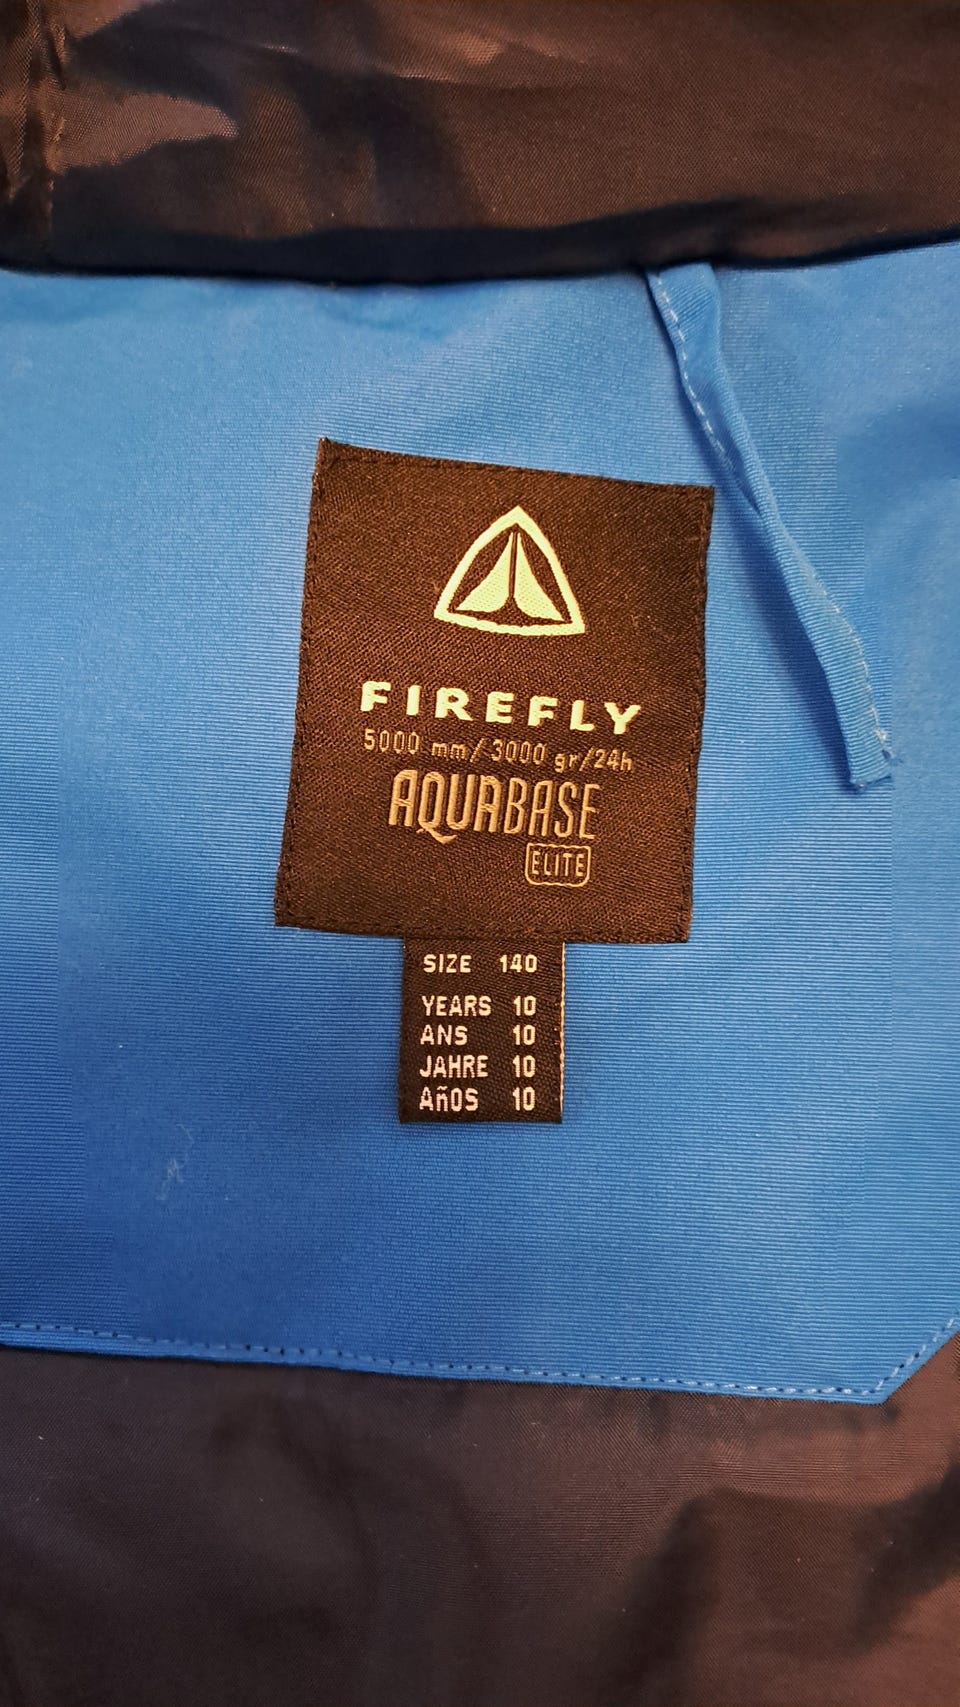 FIREFLY
5000 mm/3000 gr/24h
AQUABASE
ELITE
SIZE 140
YEARS 10
ANS 10
JAHRE 10
AñOS 10